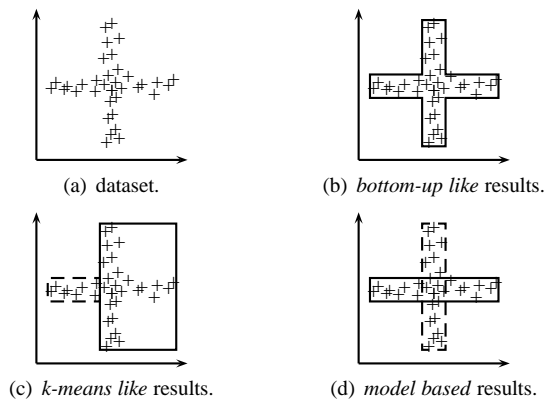 (a) dataset.
(b) bottom-up like results.
(c) k-means like results.
(d) model based results.